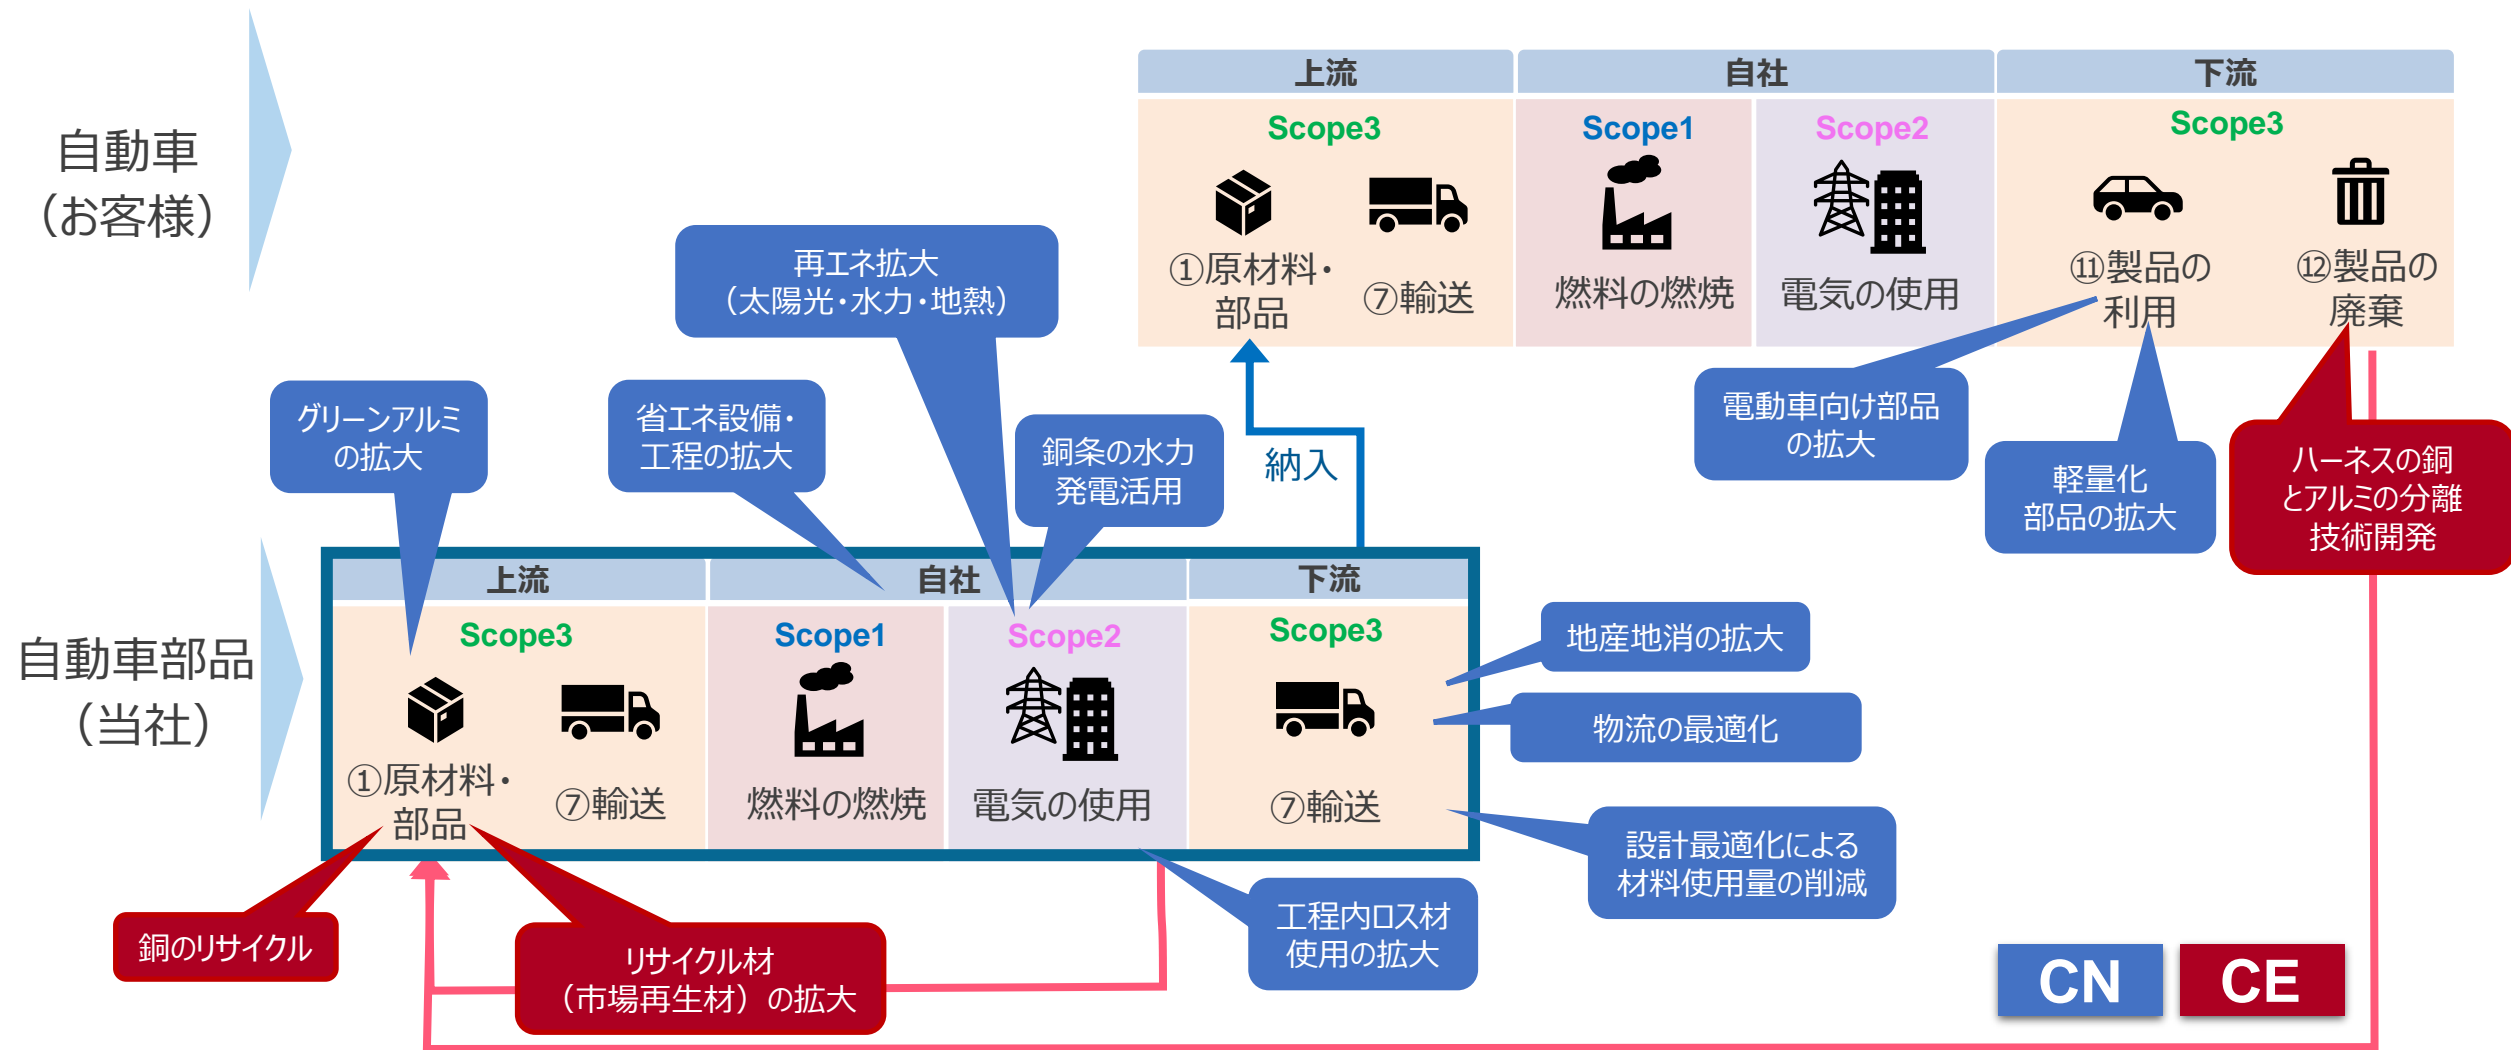 上流
自社
下流
Scope3
Scope1
Scope2
Scope3
自動車
（お客様）
①原材料・
部品
⑦輸送
燃料の燃焼
電気の使用
⑪製品の
利用
⑫製品の
廃棄
再エネ拡大
（太陽光・水力・地熱）
グリーンアルミ
の拡大
省エネ設備・
工程の拡大
銅条の水力
発電活用
納入
電動車向け部品
の拡大
軽量化
部品の拡大
ハーネスの銅
とアルミの分離
技術開発
上流
自社
下流
Scope3
Scope1
Scope2
Scope3
自動車部品
（当社）
①原材料・
部品
⑦輸送
燃料の燃焼
電気の使用
⑦輸送
地産地消の拡大
物流の最適化
設計最適化による
材料使用量の削減
工程内ロス材
使用の拡大
銅のリサイクル
リサイクル材
（市場再生材）の拡大
CN
CE